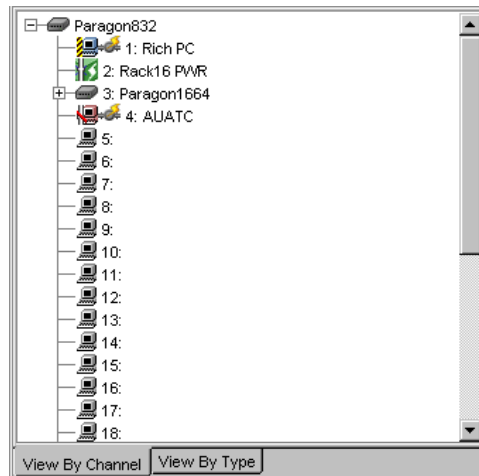 Paragon832
1: Rich PC
2: Rack16 PWR
3: Paragon1664
4: AUATC
5:
6:
7:
8:
9:
10:
11:
12:
13:
14:
15:
16:
17:
18:
View By Channel View By Type